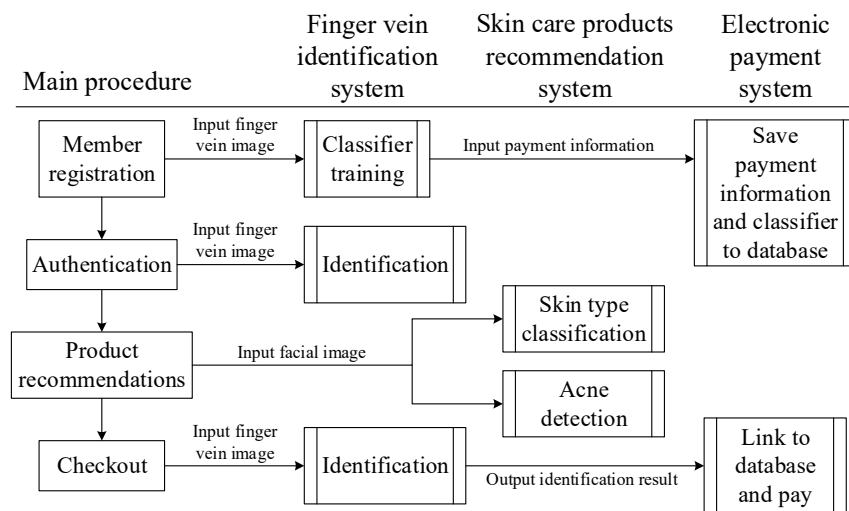 Main procedure
Finger vein
identification
system
Skin care products
recommendation
system
Electronic
payment
system
Member
registration
Input finger
vein image
Classifier
training
Input payment information
Save
payment
information
and classifier
to database
Authentication
Input finger
vein image
Identification
Product
recommendations
Input facial image
Skin type
classification
Acne
detection
Checkout
Input finger
vein image
Identification
Output identification result
Link to
database
and pay